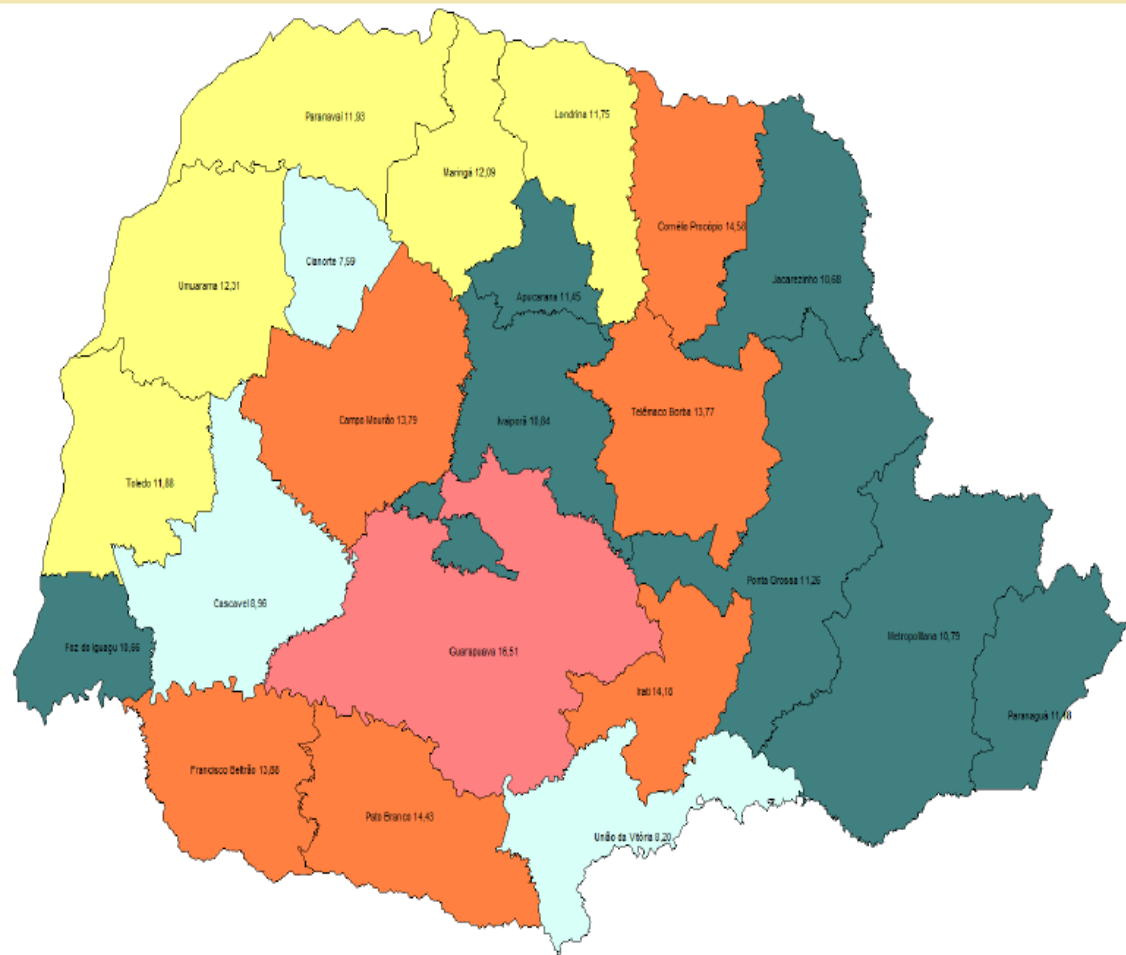 Londrina 11,75
Paranavaí 11,93
Maringá 12,09
Cornélio Procópio 14,58
Cianorte 7,59
Jacarezinho 10,68
Umuarama 12,31
Apucarana 11,45
Telêmaco Borba 13,77
Campo Mourão 13,79
Ivaiporã 10,84
Toledo 11,88
Ponta Grossa 11,26
Cascavel 8,96
Metropolitana 10,79
Foz do Iguaçu 10,66
Guarapuava 16,51
Irati 14,10
Paranaguá 11,18
Francisco Beltrão 13,88
Pato Branco 14,43
União da Vitória 8,20